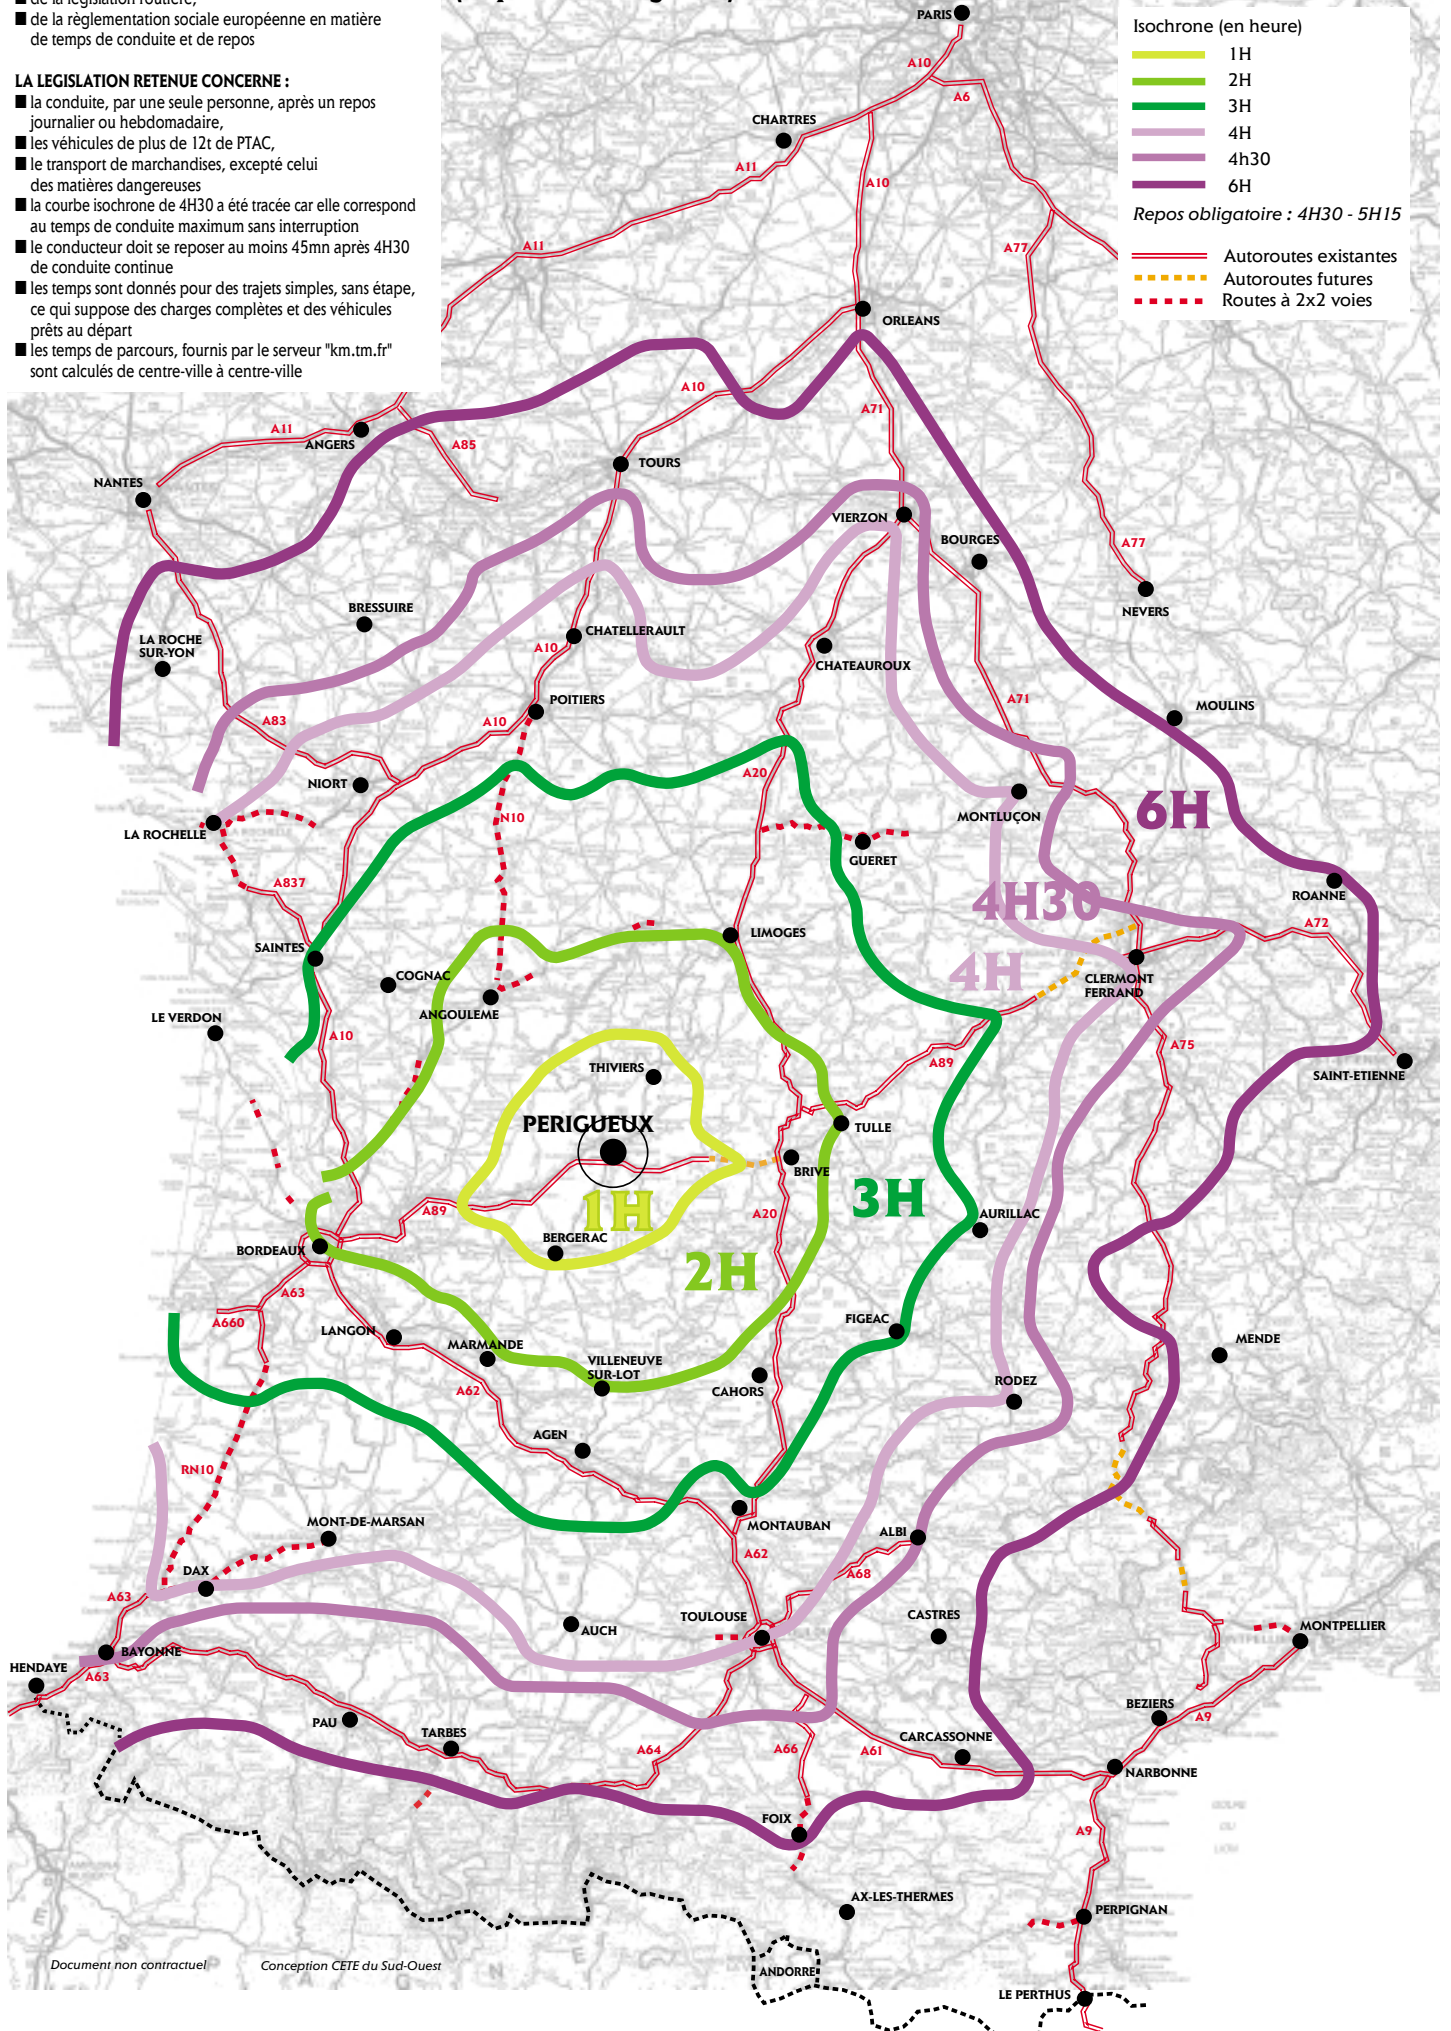 de la législation routière,
■ de la règlementation sociale européenne en matière
de temps de conduite et de repos
LA LEGISLATION RETENUE CONCERNE :
■ la conduite, par une seule personne, après un repos
journalier ou hebdomadaire,
■ les véhicules de plus de 12t de PTAC,
■ le transport de marchandises, excepté celui
des matières dangereuses
■ la courbe isochrone de 4H30 a été tracée car elle correspond
au temps de conduite maximum sans interruption
■ le conducteur doit se reposer au moins 45mn après 4H30
de conduite continue
■ les temps sont donnés pour des trajets simples, sans étape,
ce qui suppose des charges complètes et des véhicules
prêts au départ
■ les temps de parcours, fournis par le serveur "km.tm.fr"
sont calculés de centre-ville à centre-ville
Isochrone (en heure)
1H
2H
3H
4H
4h30
6H
Repos obligatoire : 4H30 - 5H15
Autoroutes existantes
Autoroutes futures
Routes à 2x2 voies
PARIS
A10
A6
CHARTRES
A11
A10
A11
A77
ORLEANS
A10
A71
A11
ANGERS
A85
TOURS
NANTES
VIERZON
BOURGES
A77
NEVERS
BRESSUIRE
LA ROCHE
SUR-YON
CHATELLERAULT
A10
CHATEAUROUX
POITIERS
A71
MOULINS
A83
A10
NIORT
A20
MONTLUÇON
6H
LA ROCHELLE
LA ROCHELLE
N10
GUERET
A837
4H30
ROANNE
LIMOGES
A72
SAINTES
COGNAC
4H
CLERMONT
FERRAND
LE VERDON
ANGOULEME
A10
A75
A89
THIVIERS
SAINT-ETIENNE
PERIGUEUX
TULLE
BRIVE
3H
A89
1H
A20
AURILLAC
BORDEAUX
BERGERAC
2H
A63
A660
LANGON
FIGEAC
MARMANDE
MENDE
VILLENEUVE
SUR-LOT
CAHORS
A62
RODEZ
AGEN
RN10
MONT-DE-MARSAN
MONTAUBAN
ALBI
A62
DAX
A68
A63
TOULOUSE
CASTRES
AUCH
MONTPELLIER
BAYONNE
HENDAYE
A63
BEZIERS
A9
PAU
TARBES
CARCASSONNE
A64
A66
A61
NARBONNE
FOIX
A9
AX-LES-THERMES
PERPIGNAN
Document non contractuel
Conception CETE du Sud-Ouest
ANDORRE
LE PERTHUS